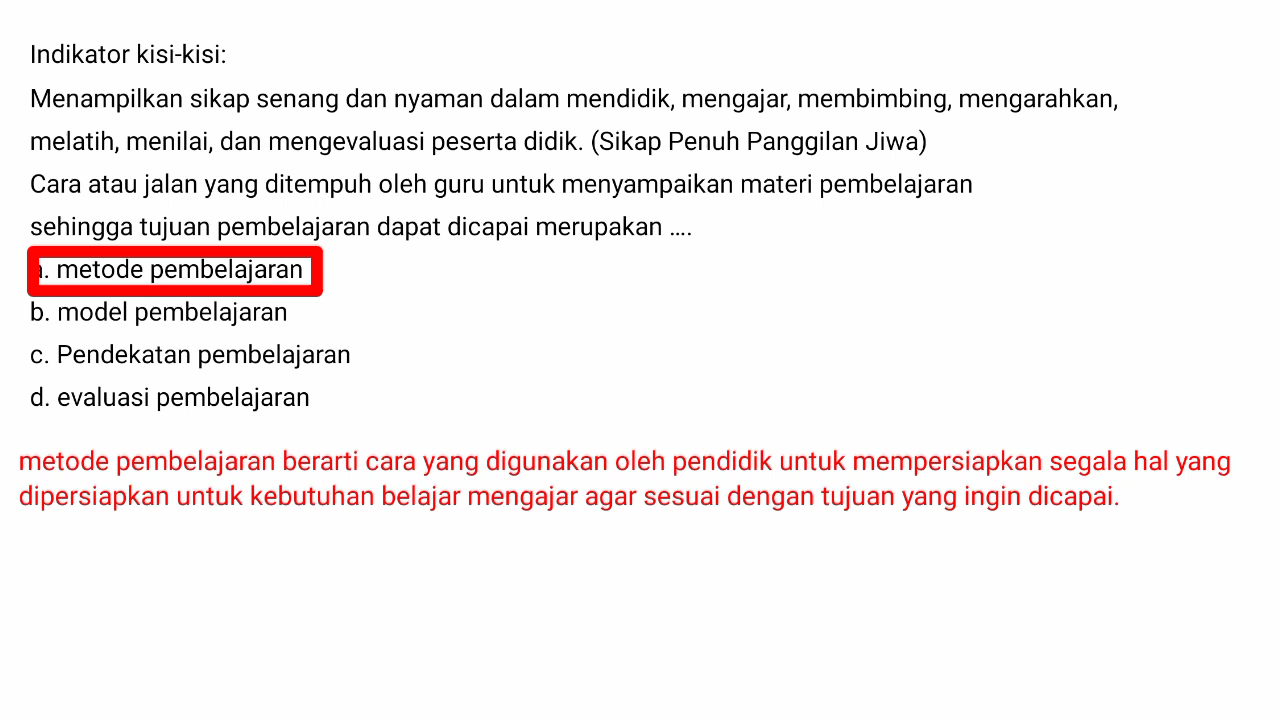 Indikator kisi-kisi:
Menampilkan sikap senang dan nyaman dalam mendidik, mengajar, membimbing, mengarahkan,
melatih, menilai, dan mengevaluasi peserta didik. (Sikap Penuh Panggilan Jiwa)
Cara atau jalan yang ditempuh oleh guru untuk menyampaikan materi pembelajaran
sehingga tujuan pembelajaran dapat dicapai merupakan ....
a. metode pembelajaran
b. model pembelajaran
c. Pendekatan pembelajaran
d. evaluasi pembelajaran
metode pembelajaran berarti cara yang digunakan oleh pendidik untuk mempersiapkan segala hal yang
dipersiapkan untuk kebutuhan belajar mengajar agar sesuai dengan tujuan yang ingin dicapai.